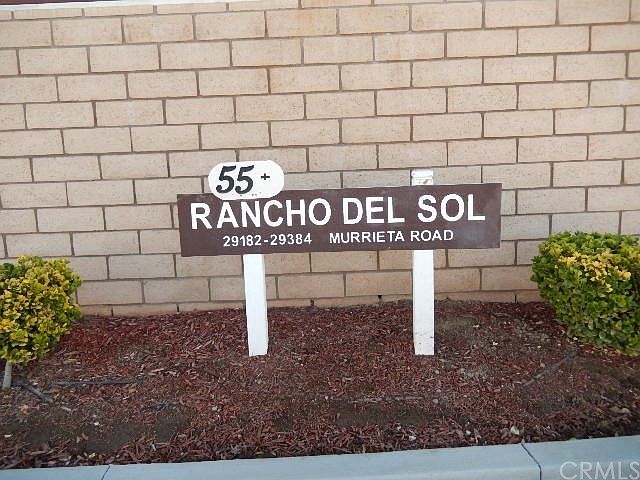 55+
RANCHO DEL SOL
29182-29384 MURRIETA ROAD
CRMLS